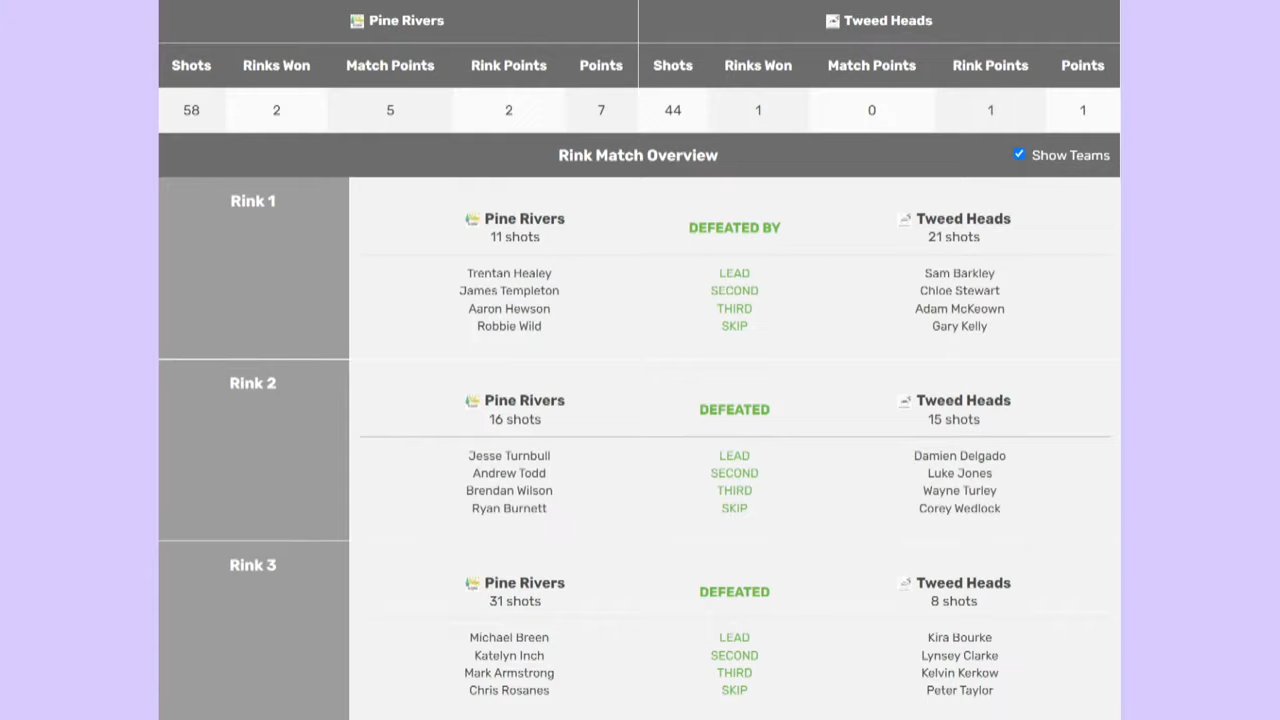 Pine Rivers Tweed Heads
Shots Rinks Won Match Points Rink Points Points Shots Rinks Won Match Points Rink Points Points
58 2 5 2 7 44 1 0 1 1
Rink Match Overview Show Teams
Rink 1
Pine Rivers DEFEATED BY Tweed Heads
11 shots 21 shots
Trentan Healey LEAD Sam Barkley
James Templeton SECOND Chloe Stewart
Aaron Hewson THIRD Adam McKeown
Robbie Wild SKIP Gary Kelly
Rink 2
Pine Rivers DEFEATED Tweed Heads
16 shots 15 shots
Jesse Turnbull LEAD Damien Delgado
Andrew Todd SECOND Luke Jones
Brendan Wilson THIRD Wayne Turley
Ryan Burnett SKIP Corey Wedlock
Rink 3
Pine Rivers DEFEATED Tweed Heads
31 shots 8 shots
Michael Breen LEAD Kira Bourke
Katelyn Inch SECOND Lynsey Clarke
Mark Armstrong THIRD Kelvin Kerkow
Chris Rosanes SKIP Peter Taylor